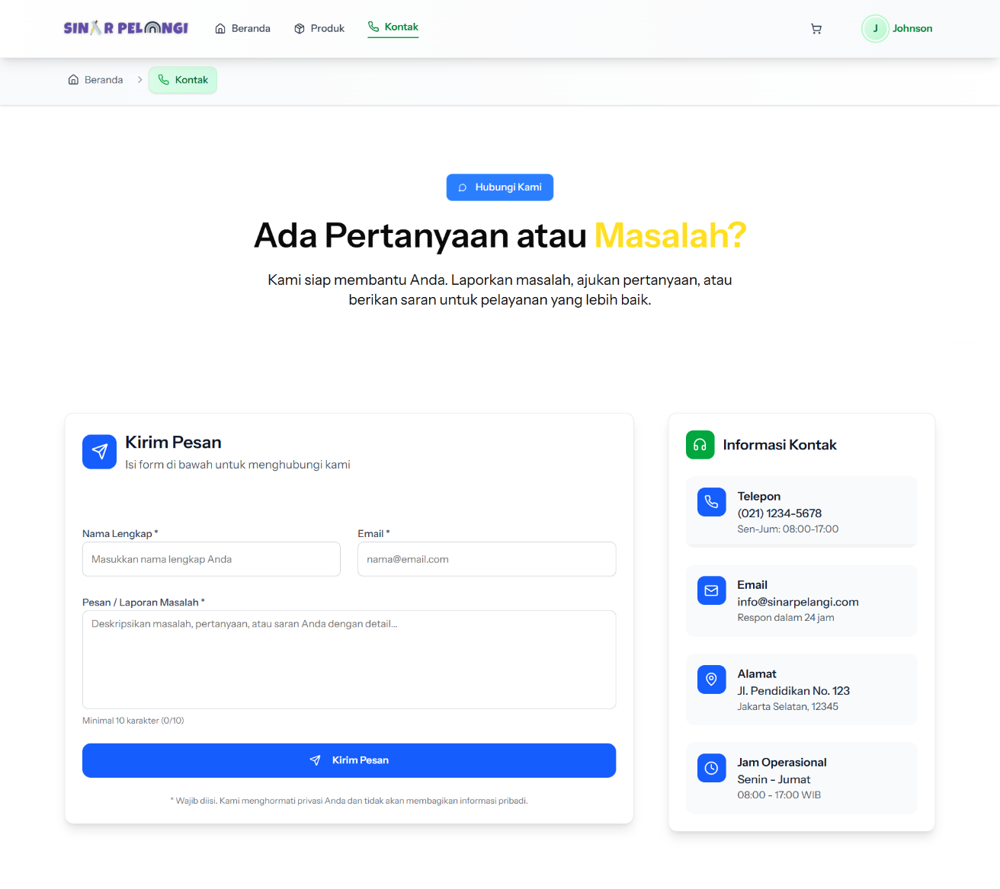 SINAR PELANGI
Beranda
Produk
Kontak
J
Johnson
Beranda
Kontak
Hubungi Kami
Ada Pertanyaan atau Masalah?
Kami siap membantu Anda. Laporkan masalah, ajukan pertanyaan, atau
berikan saran untuk pelayanan yang lebih baik.
Kirim Pesan
Isi form di bawah untuk menghubungi kami
Nama Lengkap *
Email *
Masukkan nama lengkap Anda
nama@email.com
Pesan / Laporan Masalah *
Deskripsikan masalah, pertanyaan, atau saran Anda dengan detail...
Minimal 10 karakter (0/10)
Kirim Pesan
* Wajib diisi. Kami menghormati privasi Anda dan tidak akan membagikan informasi pribadi.
Informasi Kontak
Telepon
(021) 1234-5678
Sen-Jum: 08:00-17:00
Email
info@sinarpelangi.com
Respon dalam 24 jam
Alamat
Jl. Pendidikan No. 123
Jakarta Selatan, 12345
Jam Operasional
Senin - Jumat
08:00 - 17:00 WIB